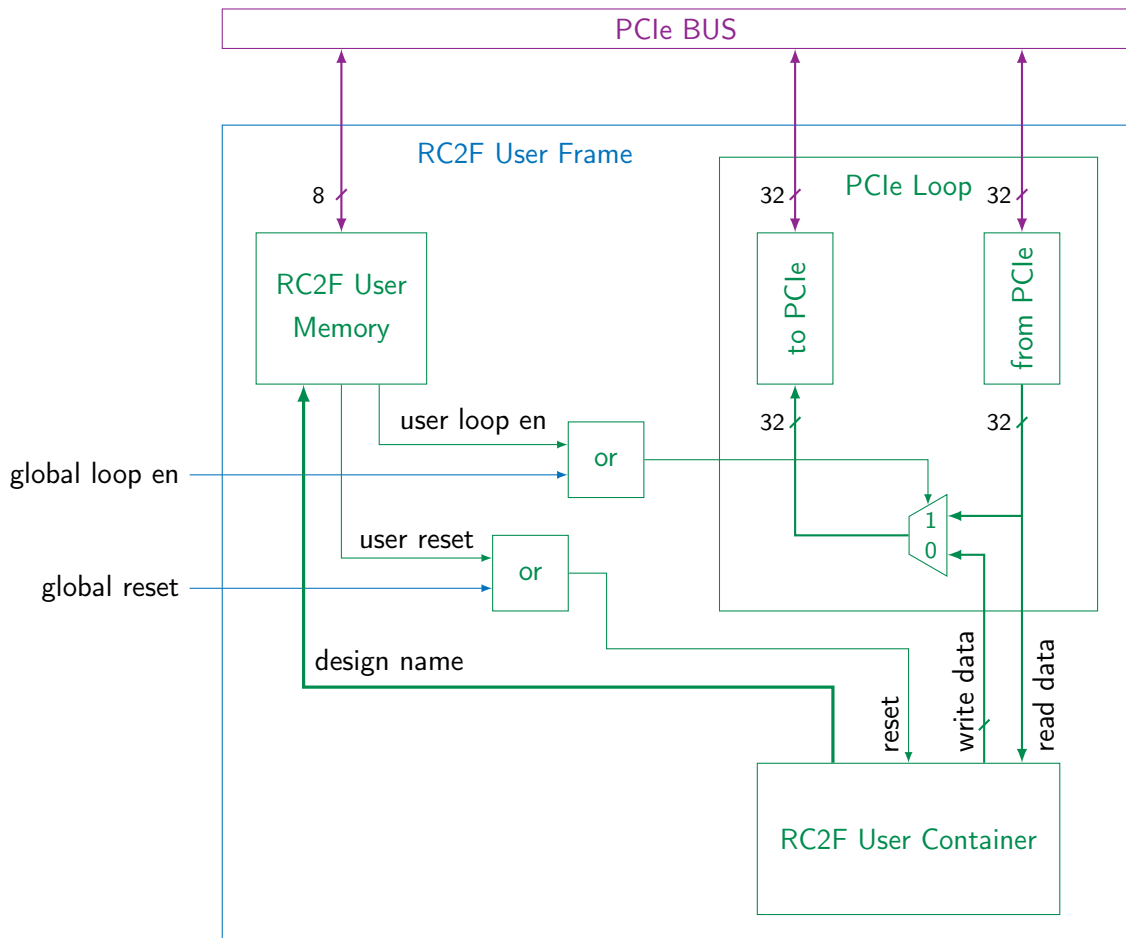 PCIe BUS
RC2F User Frame
PCIe Loop
8
32
32
RC2F User
Memory
to PCIe
from PCIe
user loop en
32
32
global loop en
or
1
user reset
0
global reset
or
design name
reset
write data
read data
RC2F User Container